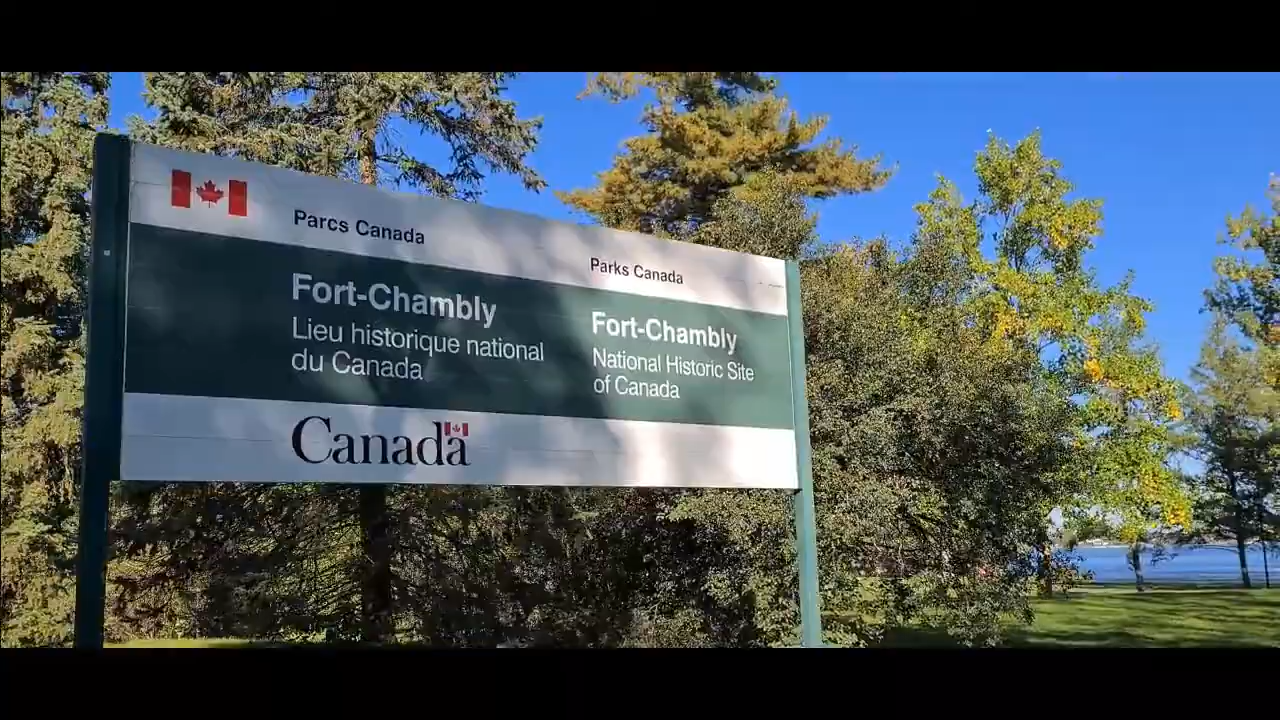 Parcs Canada
Parks Canada
Fort-Chambly
Lieu historique national
du Canada
Fort-Chambly
National Historic Site
of Canada
Canada